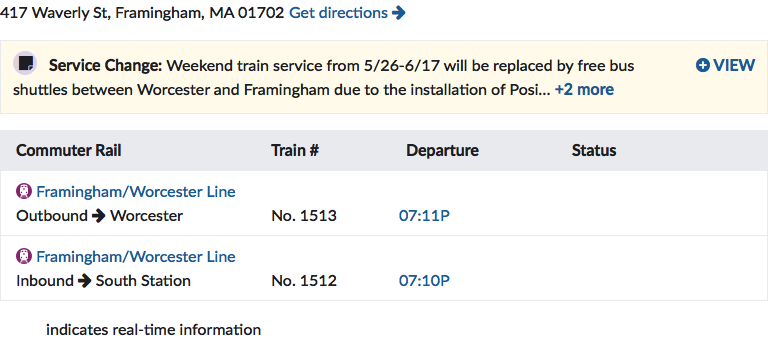 417 Waverly St, Framingham, MA 01702 Get directions
Service Change: Weekend train service from 5/26-6/17 will be replaced by free bus
VIEW
shuttles between Worcester and Framingham due to the installation of Posi... +2 more
Commuter Rail Train # Departure Status
Framingham/Worcester Line
Outbound → Worcester No. 1513 07:11P
Framingham/Worcester Line
Inbound → South Station No. 1512 07:10P
indicates real-time information